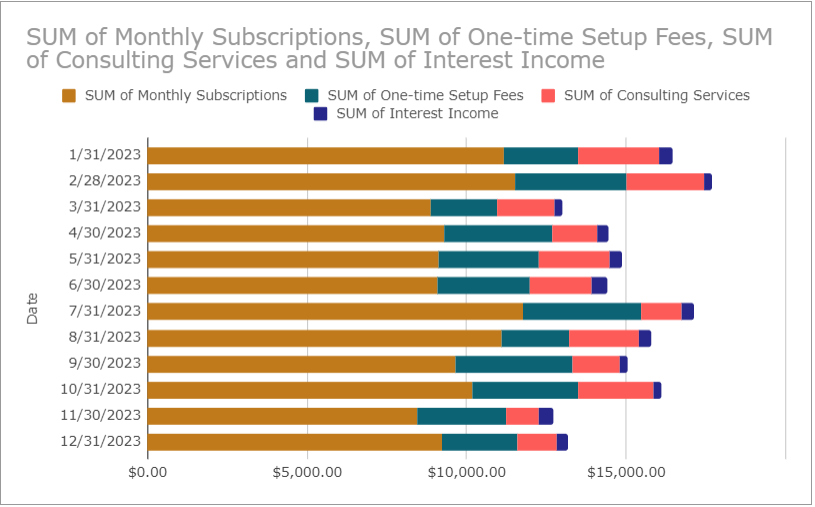 SUM of Monthly Subscriptions, SUM of One-time Setup Fees, SUM
of Consulting Services and SUM of Interest Income
SUM of Monthly Subscriptions SUM of One-time Setup Fees SUM of Consulting Services
SUM of Interest Income
Date
1/31/2023
2/28/2023
3/31/2023
4/30/2023
5/31/2023
6/30/2023
7/31/2023
8/31/2023
9/30/2023
10/31/2023
11/30/2023
12/31/2023
$0.00 $5,000.00 $10,000.00 $15,000.00